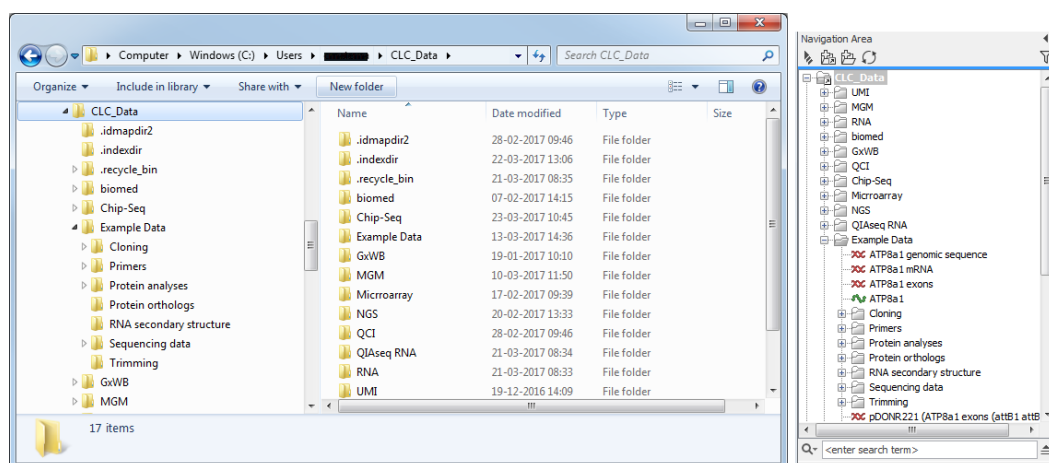 Computer Windows (C:) Users CLC_Data Search CLC_Data
Organize Include in library Share with New folder
CLC_Data
.idmapdir2
.indexdir
.recycle_bin
biomed
Chip-Seq
Example Data
Cloning
Primers
Protein analyses
Protein orthologs
RNA secondary structure
Sequencing data
Trimming
GxWB
MGM
Name Date modified Type Size
.idmapdir2 28-02-2017 09:46 File folder
.indexdir 22-03-2017 13:06 File folder
.recycle_bin 21-03-2017 08:35 File folder
biomed 07-02-2017 14:15 File folder
Chip-Seq 23-03-2017 10:45 File folder
Example Data 13-03-2017 14:36 File folder
GxWB 19-01-2017 10:10 File folder
MGM 10-03-2017 11:50 File folder
Micrroarray 17-02-2017 09:39 File folder
NGS 20-02-2017 13:33 File folder
QCI 28-02-2017 09:46 File folder
QIAseq RNA 21-03-2017 08:34 File folder
RNA 21-03-2017 08:33 File folder
UMI 19-12-2016 14:09 File folder
17 items
Navigation Area
CLC_Data
UMI
MGM
RNA
biomed
GxWB
QCI
Chip-Seq
Micrroarray
NGS
QIAseq RNA
Example Data
ATP8a1 genomic sequence
ATP8a1 mRNA
ATP8a1 exons
ATP8a1
Cloning
Primers
Protein analyses
Protein orthologs
RNA secondary structure
Sequencing data
Trimming
pDONR221 (ATP8a1 exons (attB1 attB
<enter search term>